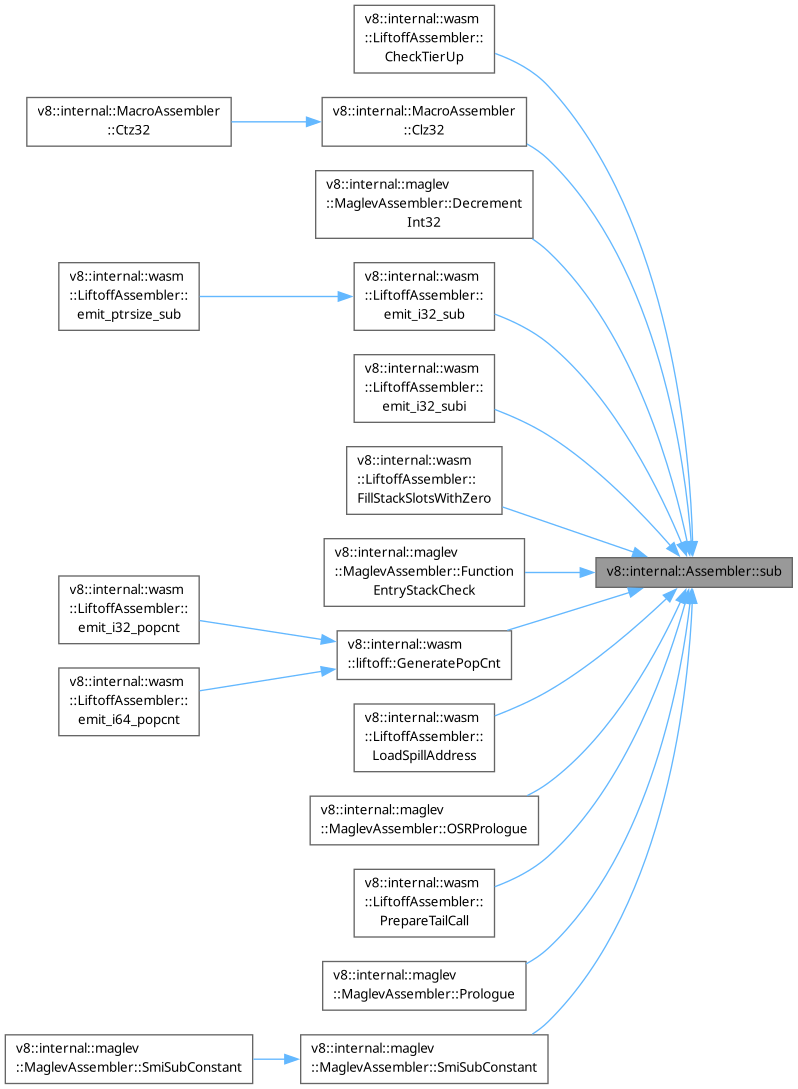 v8::internal::wasm
::LiftoffAssembler::
CheckTierUp
v8::internal::MacroAssembler
::Ctz32
v8::internal::MacroAssembler
::Clz32
v8::internal::maglev
::MaglevAssembler::Decrement
Int32
v8::internal::wasm
::LiftoffAssembler::
emit_ptrsize_sub
v8::internal::wasm
::LiftoffAssembler::
emit_i32_sub
v8::internal::wasm
::LiftoffAssembler::
emit_i32_subi
v8::internal::wasm
::LiftoffAssembler::
FillStackSlotsWithZero
v8::internal::maglev
::MaglevAssembler::Function
EntryStackCheck
v8::internal::Assembler::sub
v8::internal::wasm
::LiftoffAssembler::
emit_i32_popcnt
v8::internal::wasm
::liftoff::GeneratePopCnt
v8::internal::wasm
::LiftoffAssembler::
emit_i64_popcnt
v8::internal::wasm
::LiftoffAssembler::
LoadSpillAddress
v8::internal::maglev
::MaglevAssembler::OSRPrologue
v8::internal::wasm
::LiftoffAssembler::
PrepareTailCall
v8::internal::maglev
::MaglevAssembler::Prologue
v8::internal::maglev
::MaglevAssembler::SmiSubConstant
v8::internal::maglev
::MaglevAssembler::SmiSubConstant